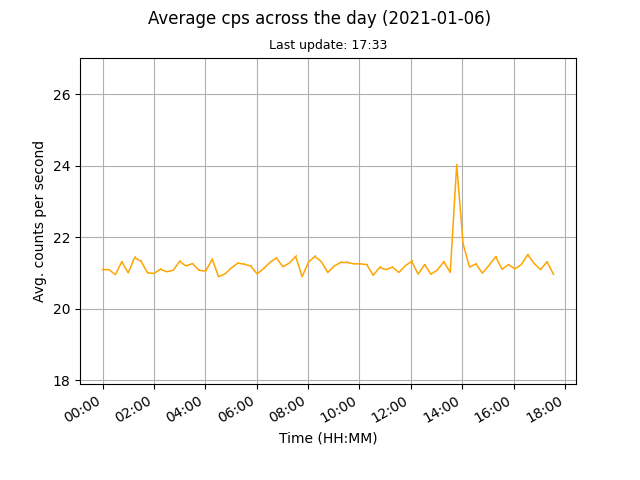 Average cps across the day (2021-01-06)
Last update: 17:33
Avg. counts per second
26
24
22
20
18
00:00 02:00 04:00 06:00 08:00 10:00 12:00 14:00 16:00 18:00
Time (HH:MM)